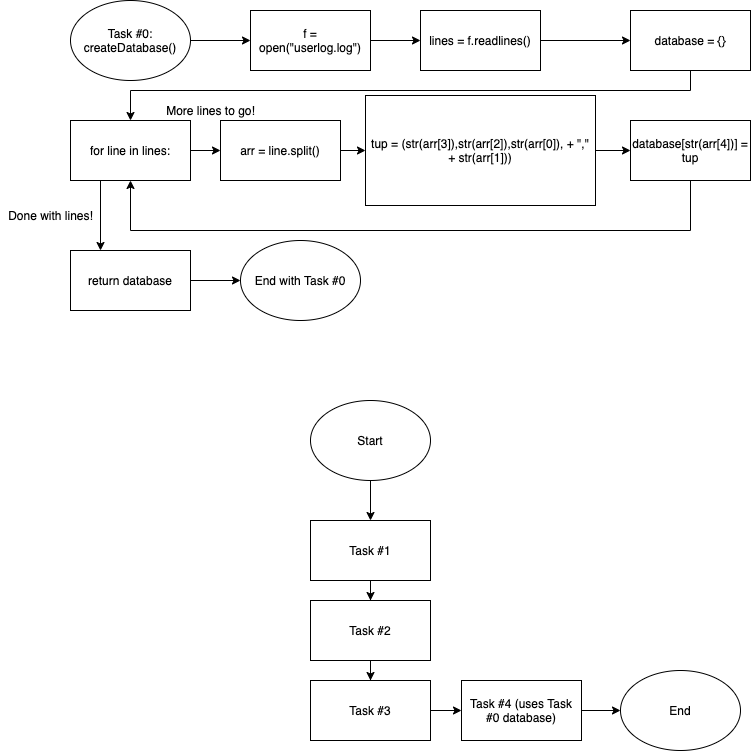 Task #0:
createDatabase()
f =
open("userlog.log")
lines = f.readlines()
database = {}
More lines to go!
for line in lines:
arr = line.split()
tup = (str(arr[3]),str(arr[2]),str(arr[0]), + ","
+ str(arr[1]))
database[str(arr[4])] =
tup
Done with lines!
return database
End with Task #0
Start
Task #1
Task #2
Task #3
Task #4 (uses Task
#0 database)
End